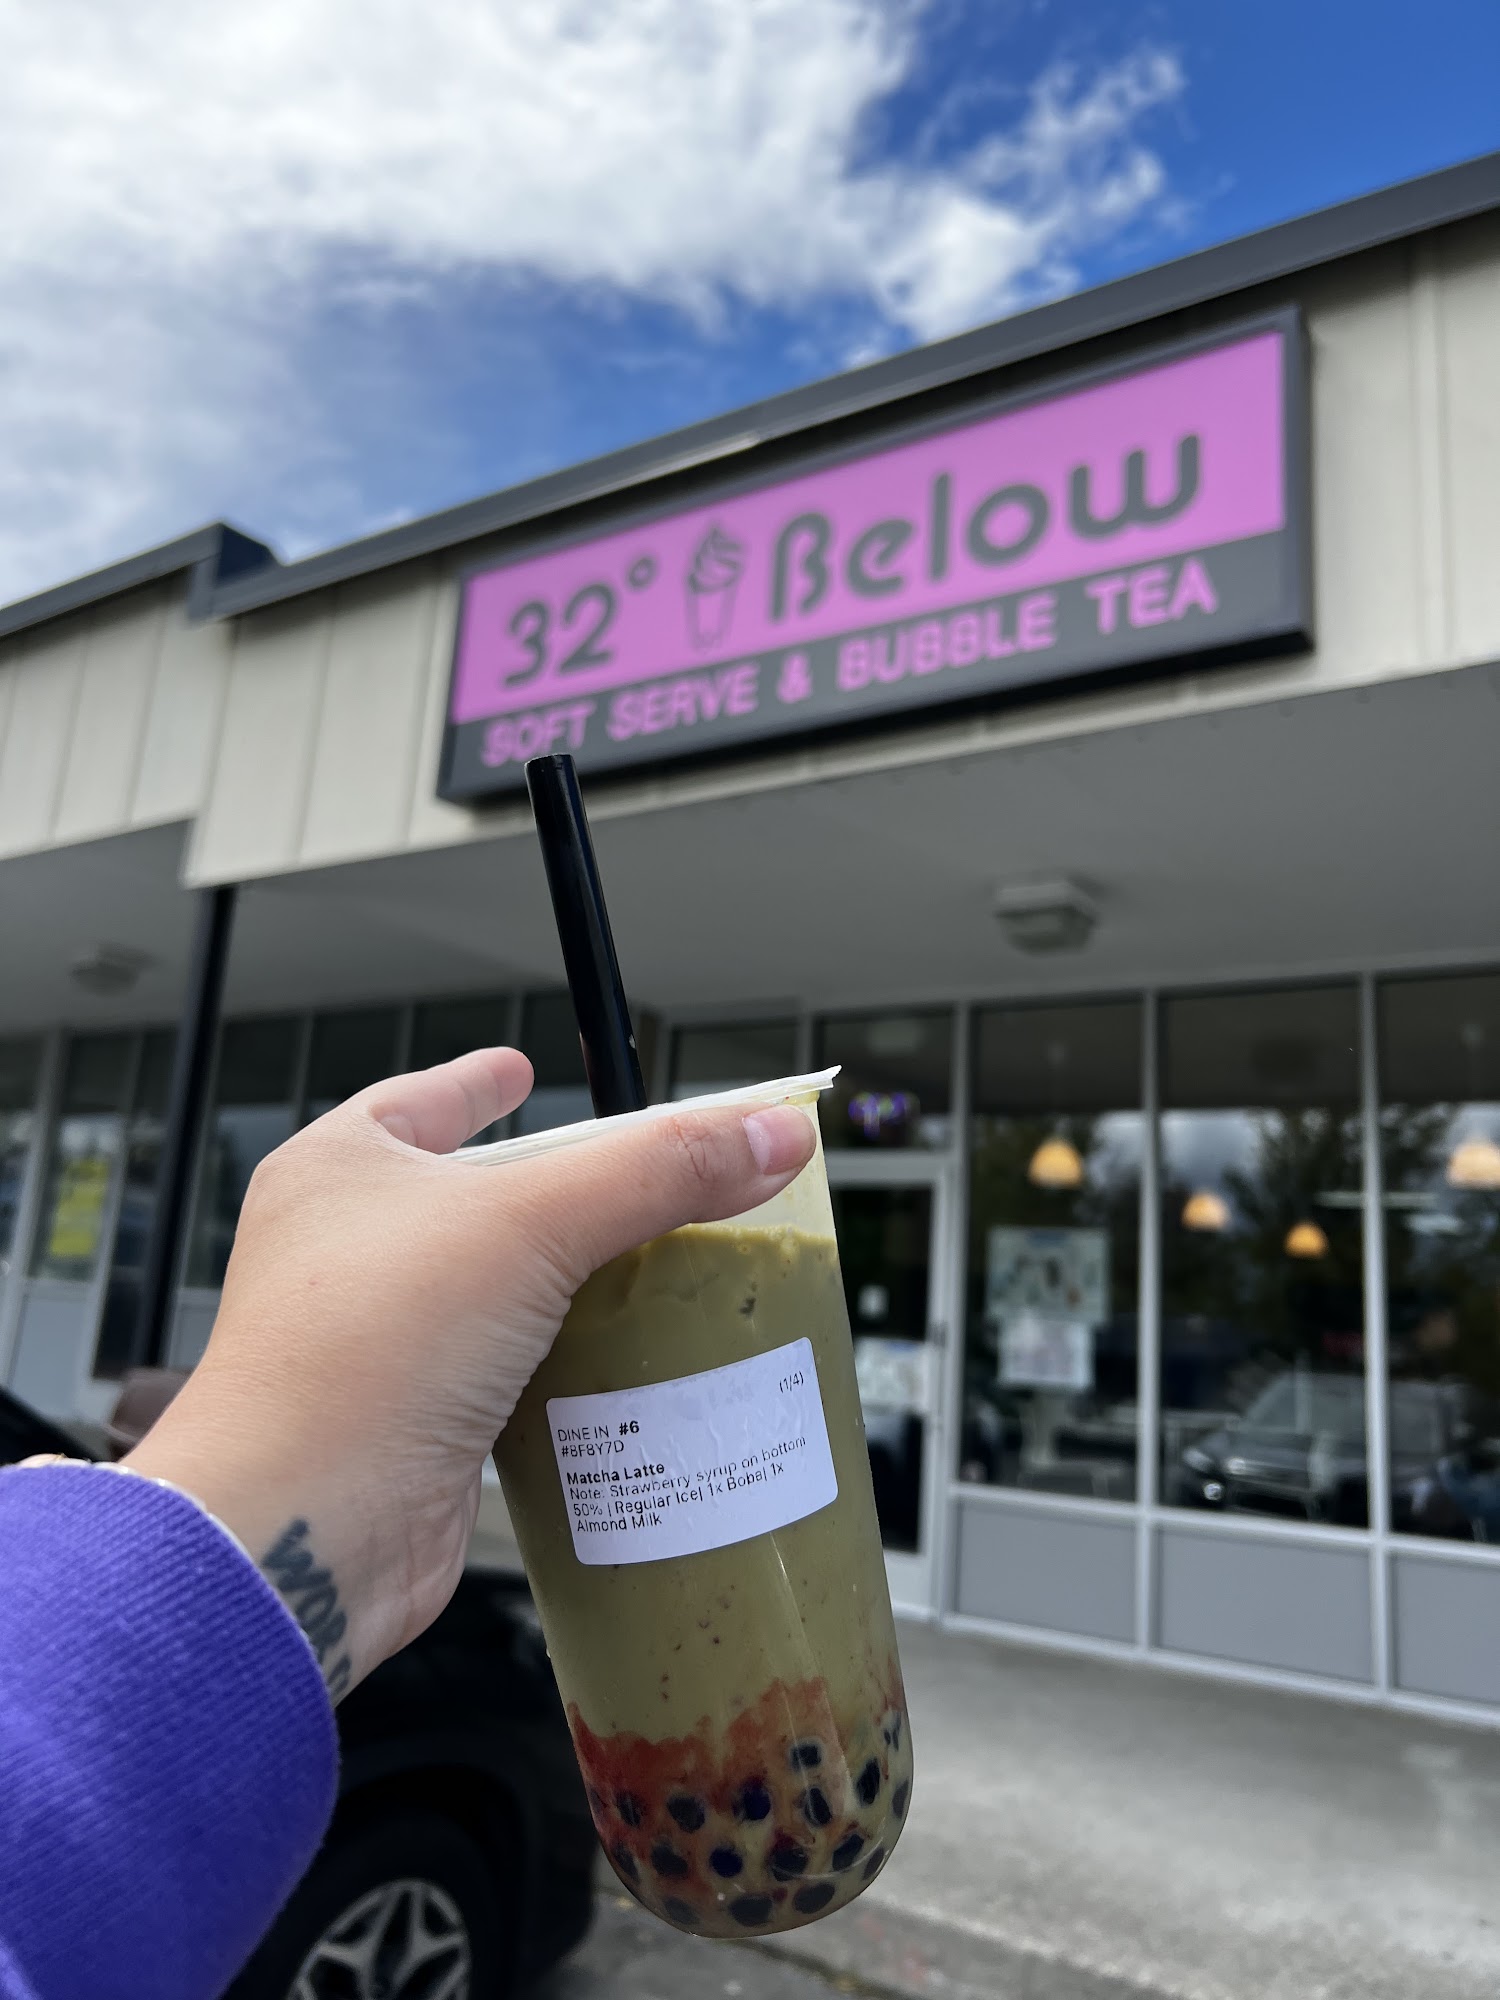 32° Below
SOFT SERVE & BUBBLE TEA
(1/4)
DINE IN #6
#8F8Y7D
Matcha Latte
Note: Strawberry syrup on bottom
50% | Regular Ice| 1x Boba| 1x
Almond Milk